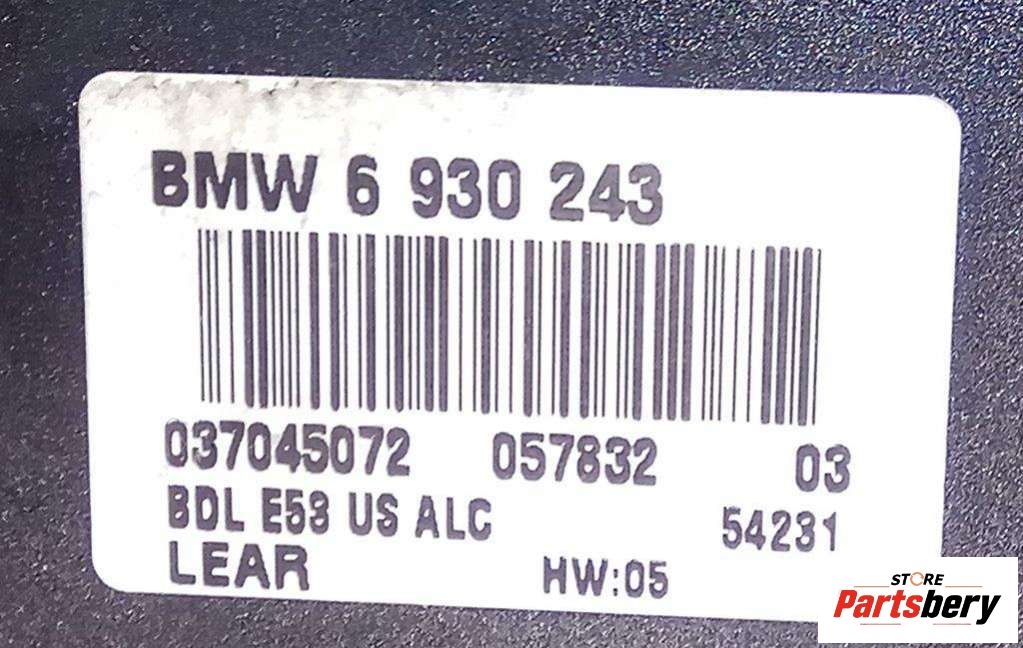 BMW 6 930 243
037045072 057832 03
BDL E53 US ALC 54231
LEAR HW:05
STORE
Partsbery